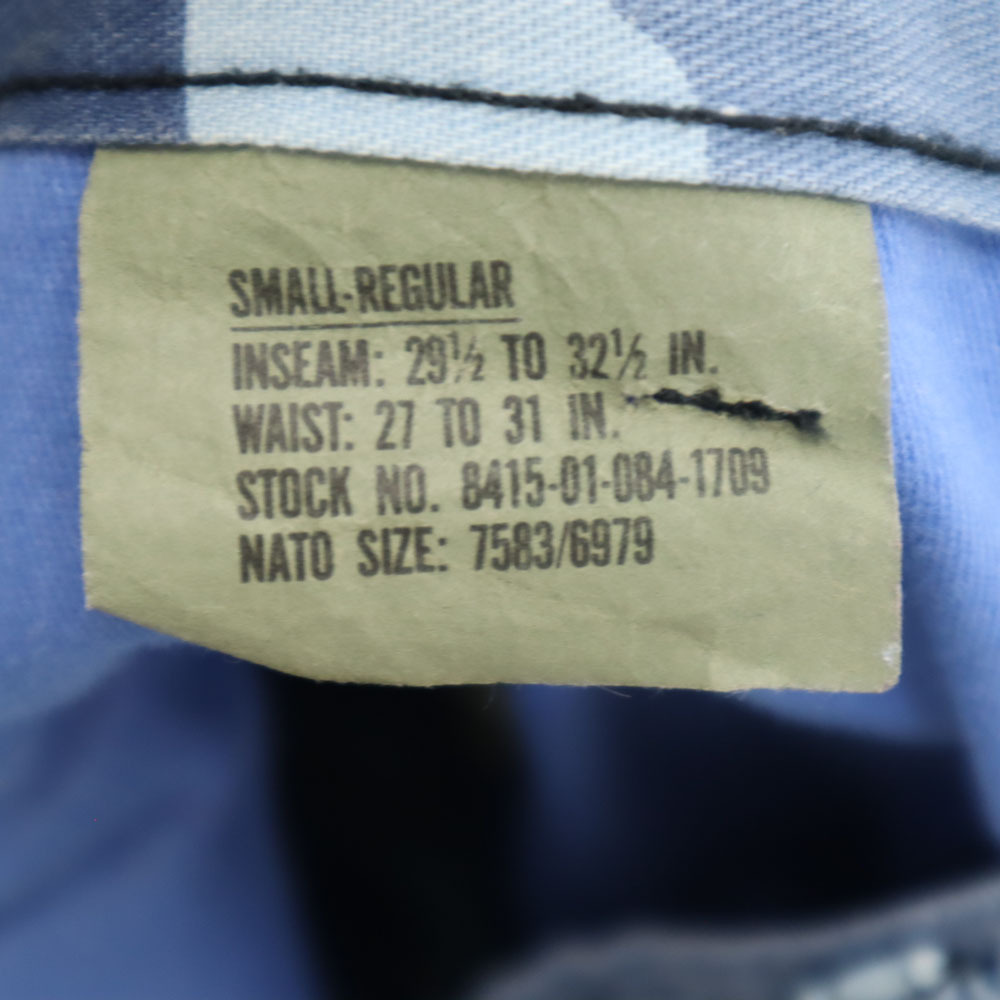 SMALL-REGULAR
INSEAM: 29½ TO 32½ IN.
WAIST: 27 TO 31 IN.
STOCK NO. 8415-01-084-1709
NATO SIZE: 7583/6979